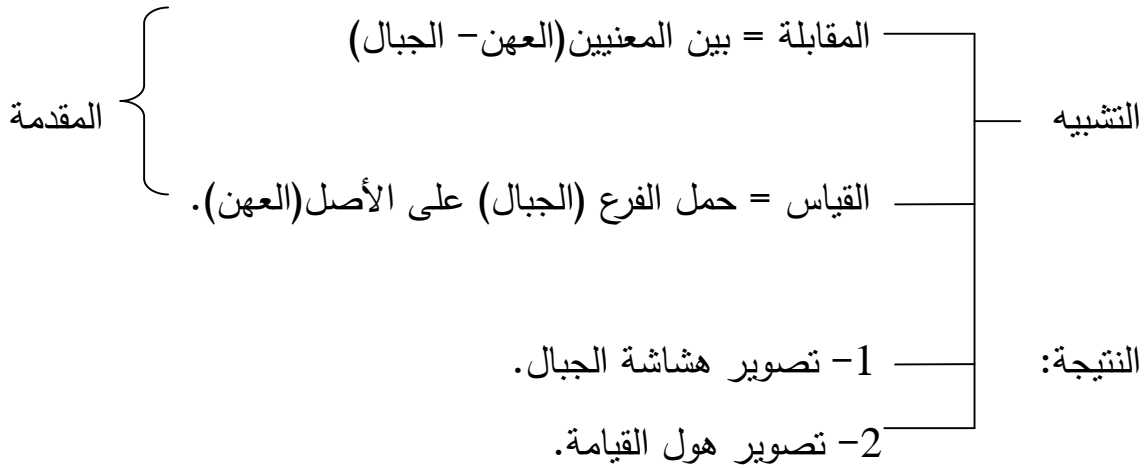 المقابلة = بين المعنيين(العهن- الجبال)
التشبيه
المقدمة
القياس = حمل الفرع (الجبال) على الأصل(العهن).
النتيجة:
1- تصوير هشاشة الجبال.
2- تصوير هول القيامة.